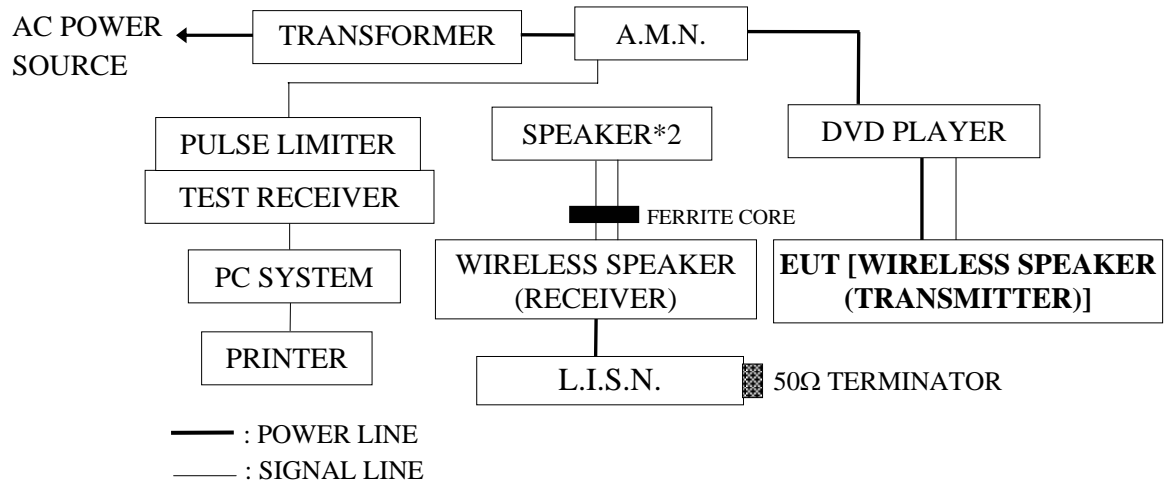 AC POWER
SOURCE
TRANSFORMER
A.M.N.
PULSE LIMITER
SPEAKER*2
DVD PLAYER
TEST RECEIVER
FERRITE CORE
PC SYSTEM
WIRELESS SPEAKER
(RECEIVER)
EUT [WIRELESS SPEAKER
(TRANSMITTER)]
PRINTER
L.I.S.N.
50Ω TERMINATOR
: POWER LINE
: SIGNAL LINE